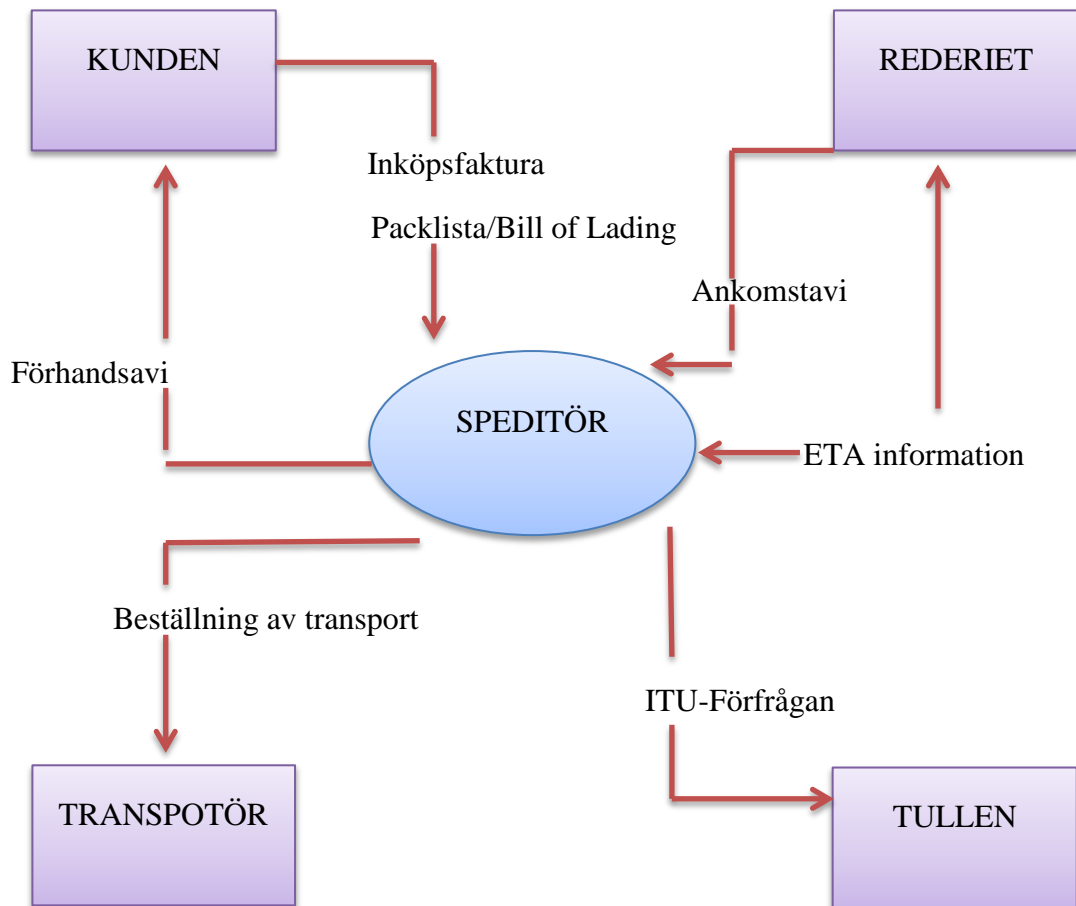 KUNDEN
REDERIET
Inköpsfaktura
Packlista/Bill of Lading
Ankomstavi
Förhandsavi
SPEDITÖR
ETA information
Beställning av transport
ITU-Förfrågan
TRANSPOTÖR
TULLEN